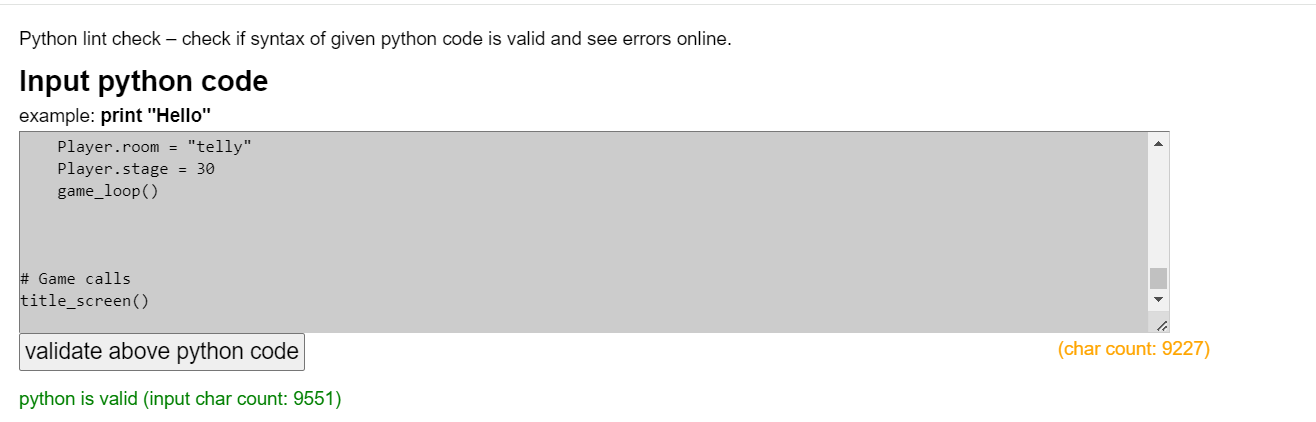 Python lint check – check if syntax of given python code is valid and see errors online.
Input python code
example: print "Hello"
Player.room = "telly"
Player.stage = 30
game_loop()
# Game calls
title_screen()
validate above python code
(char count: 9227)
python is valid (input char count: 9551)